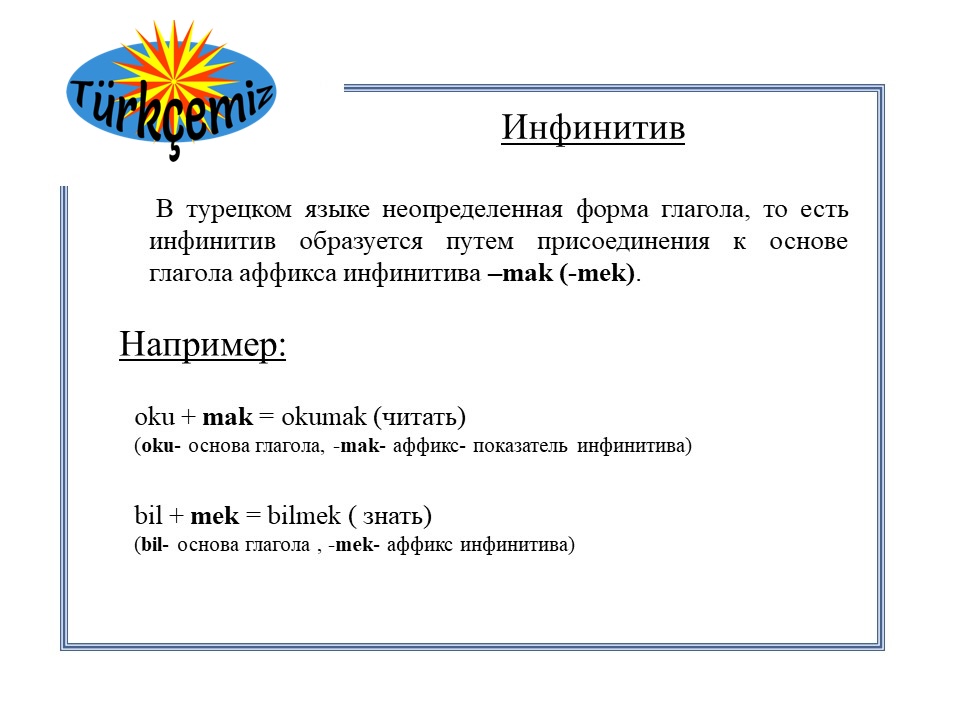 Türkçemiz
Инфинитив
В турецком языке неопределенная форма глагола, то есть
инфинитив образуется путем присоединения к основе
глагола аффикса инфинитива –mak (-mek).
Например:
oku + mak = okumak (читать)
(oku- основа глагола, -mak- аффикс- показатель инфинитива)
bil + mek = bilmek ( знать)
(bil- основа глагола , -mek- аффикс инфинитива)